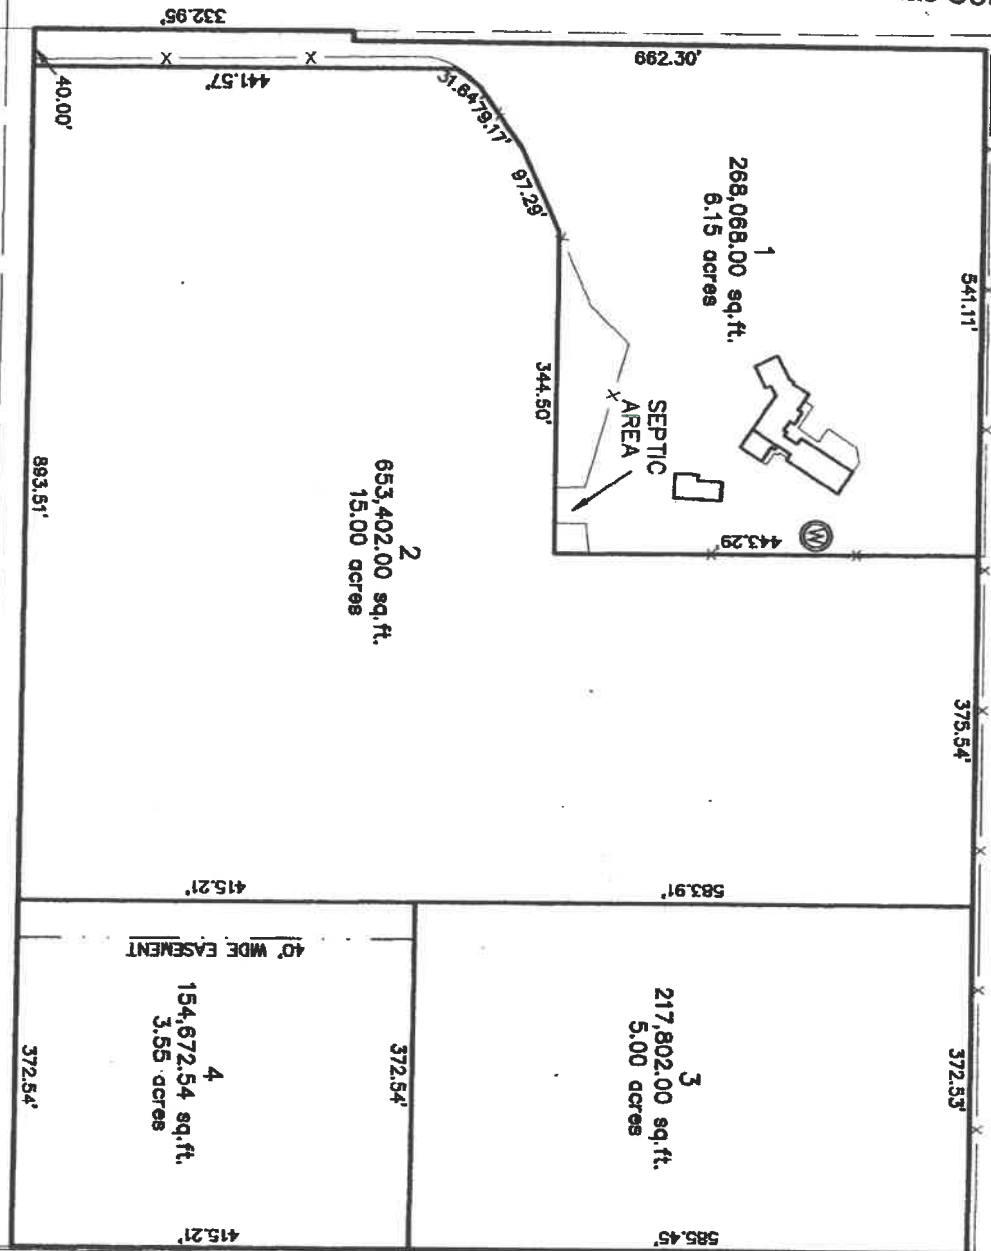 332.95'
662.30'
40.00'
441.57'
31.64'
79.17'
97.29'
541.11'
1
268,068.00 sq.ft.
6.15 acres
344.50'
SEPTIC
AREA
443.29'
W
893.51'
2
653,402.00 sq.ft.
15.00 acres
375.54'
415.21'
583.91'
40' WIDE EASEMENT
4
154,672.54 sq.ft.
3.55 acres
372.54'
372.54'
3
217,802.00 sq.ft.
5.00 acres
372.53'
415.21'
585.45'